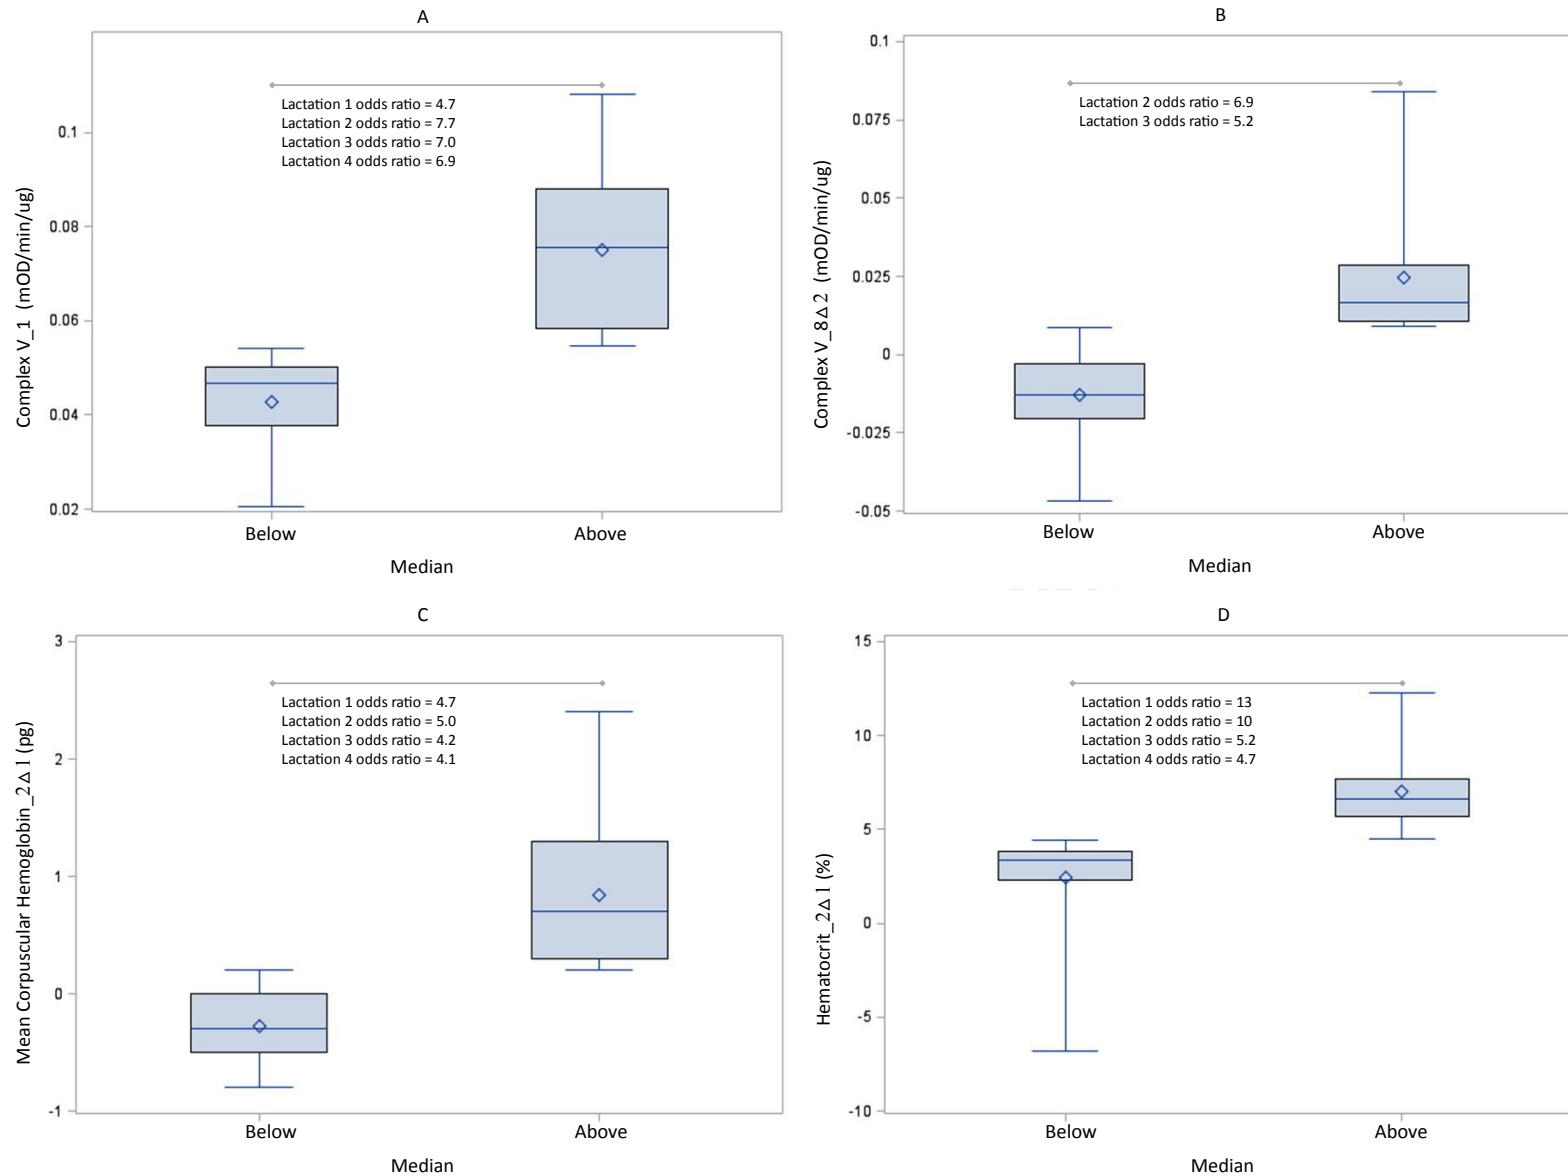 A
Complex V_1 (mOD/min/ug)
0.1
0.08
0.06
0.04
0.02
Lactation 1 odds ratio = 4.7
Lactation 2 odds ratio = 7.7
Lactation 3 odds ratio = 7.0
Lactation 4 odds ratio = 6.9
Below
Above
Median
B
Complex V_8Δ2 (mOD/min/ug)
0.1
0.075
0.05
0.025
0
-0.025
-0.05
Lactation 2 odds ratio = 6.9
Lactation 3 odds ratio = 5.2
Below
Above
Median
C
Mean Corpuscular Hemoglobin_2Δ1 (pg)
3
2
1
0
-1
Lactation 1 odds ratio = 4.7
Lactation 2 odds ratio = 5.0
Lactation 3 odds ratio = 4.2
Lactation 4 odds ratio = 4.1
Below
Above
Median
D
Hematocrit_2Δ1 (%)
15
10
5
0
-5
-10
Lactation 1 odds ratio = 13
Lactation 2 odds ratio = 10
Lactation 3 odds ratio = 5.2
Lactation 4 odds ratio = 4.7
Below
Above
Median